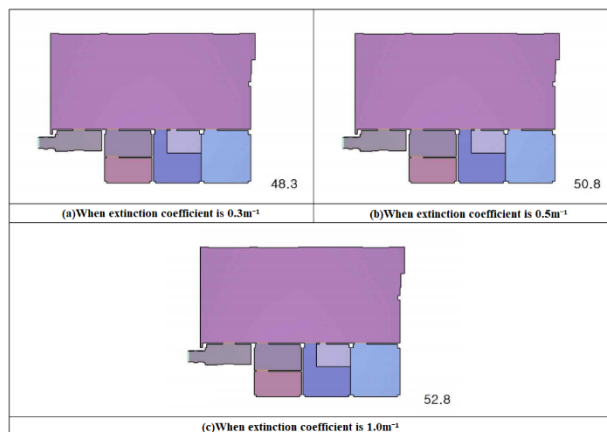 48.3
50.8
(a)When extinction coefficient is 0.3m⁻¹
(b)When extinction coefficient is 0.5m⁻¹
52.8
(c)When extinction coefficient is 1.0m⁻¹